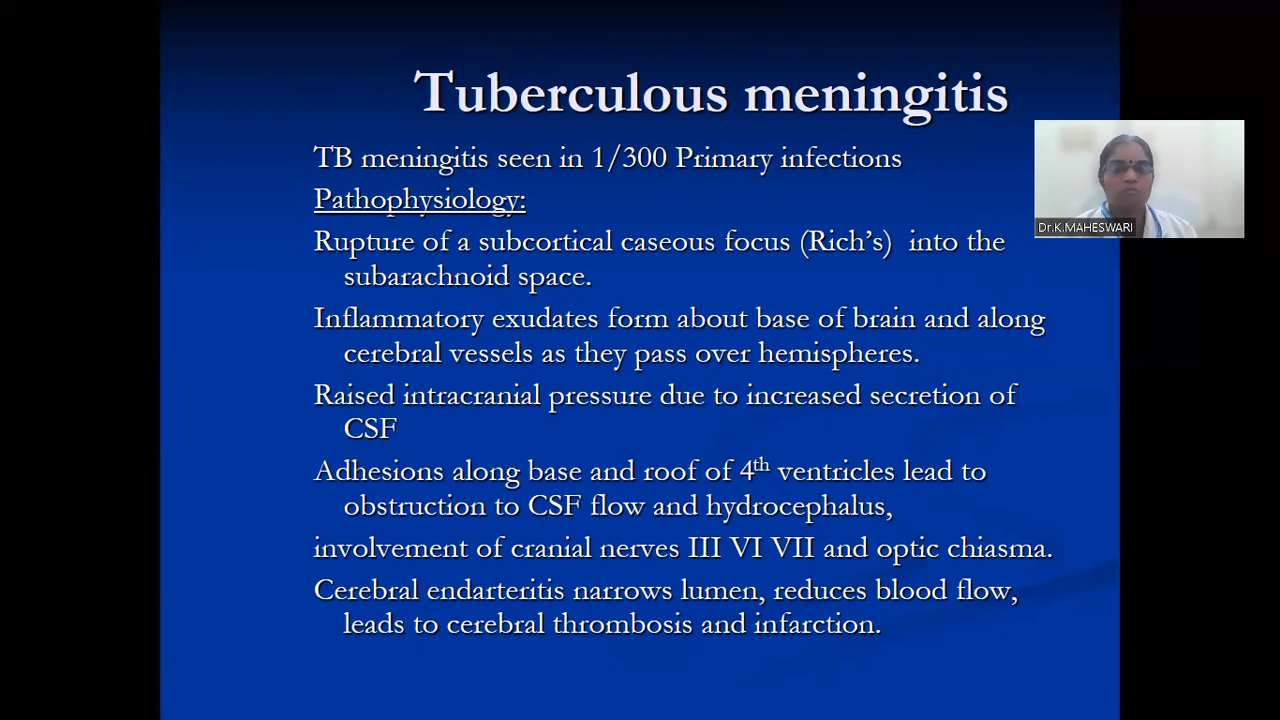 Tuberculous meningitis
TB meningitis seen in 1/300 Primary infections
Pathophysiology:
Rupture of a subcortical caseous focus (Rich's) into the
subarachnoid space.
Inflammatory exudates form about base of brain and along
cerebral vessels as they pass over hemispheres.
Raised intracranial pressure due to increased secretion of
CSF
Adhesions along base and roof of 4th ventricles lead to
obstruction to CSF flow and hydrocephalus,
involvement of cranial nerves III VI VII and optic chiasma.
Cerebral endarteritis narrows lumen, reduces blood flow,
leads to cerebral thrombosis and infarction.
Dr.K.MAHESWARI